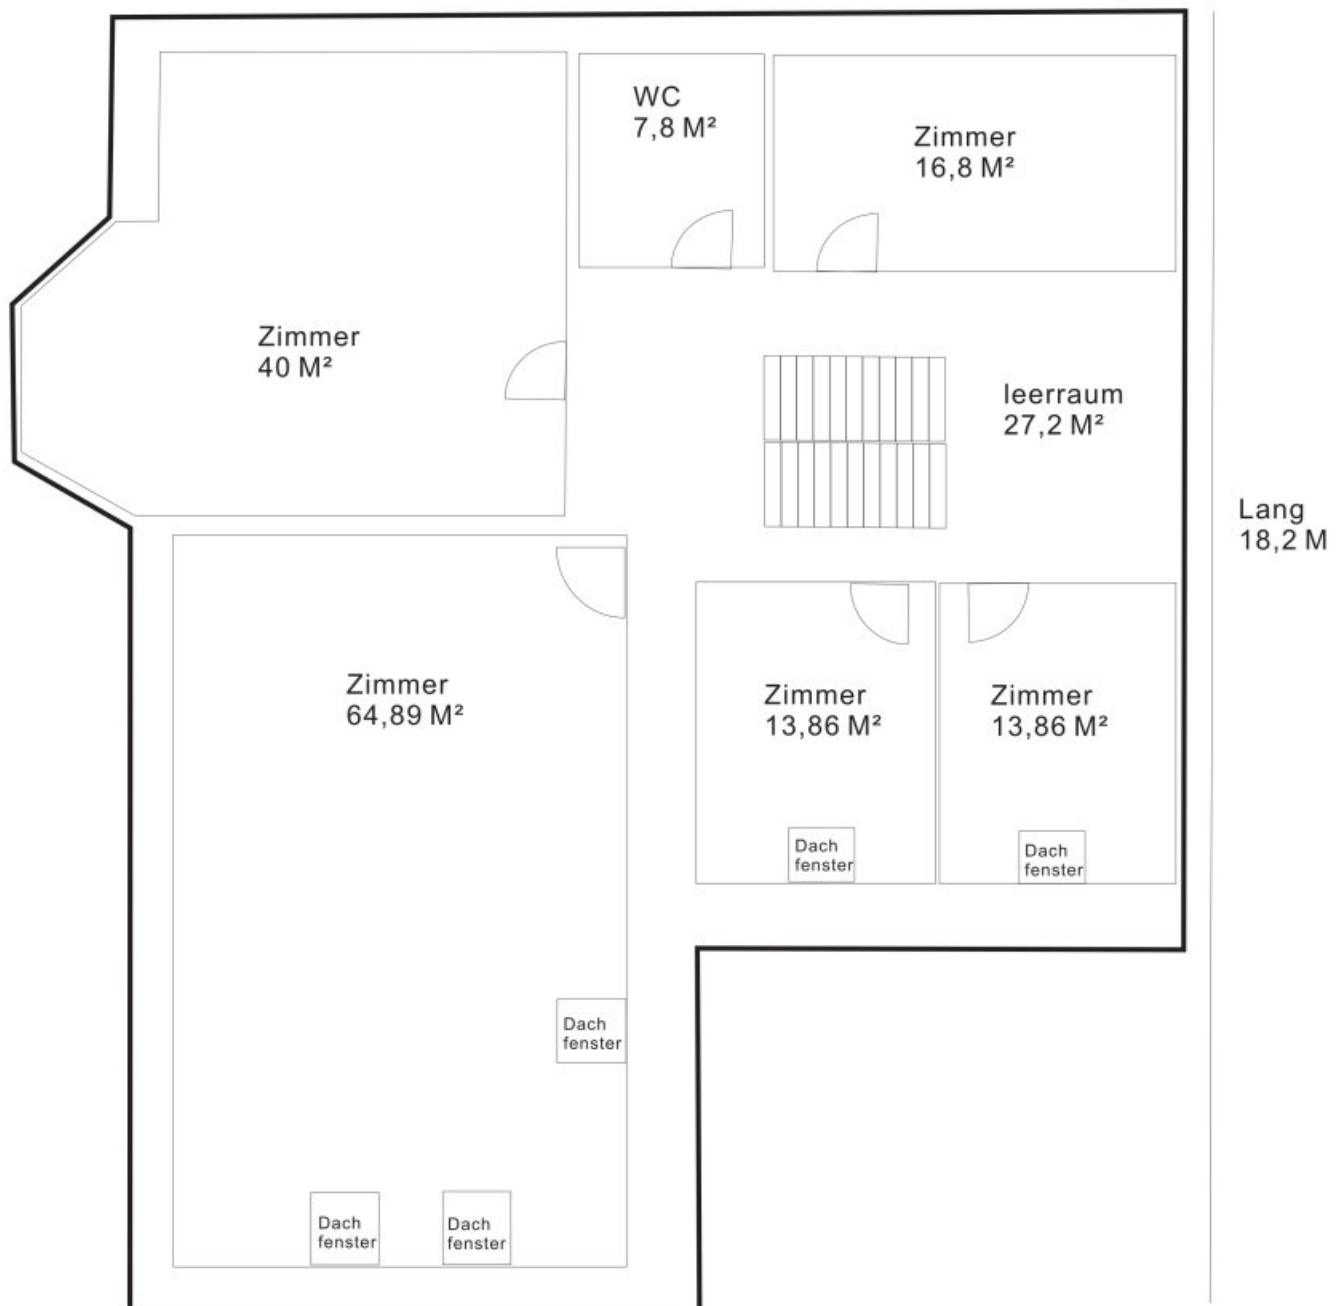 WC
7,8 M²
Zimmer
16,8 M²
Zimmer
40 M²
leerraum
27,2 M²
Lang
18,2 M
Zimmer
64,89 M²
Zimmer
13,86 M²
Zimmer
13,86 M²
Dach
fenster
Dach
fenster
Dach
fenster
Dach
fenster
Dach
fenster